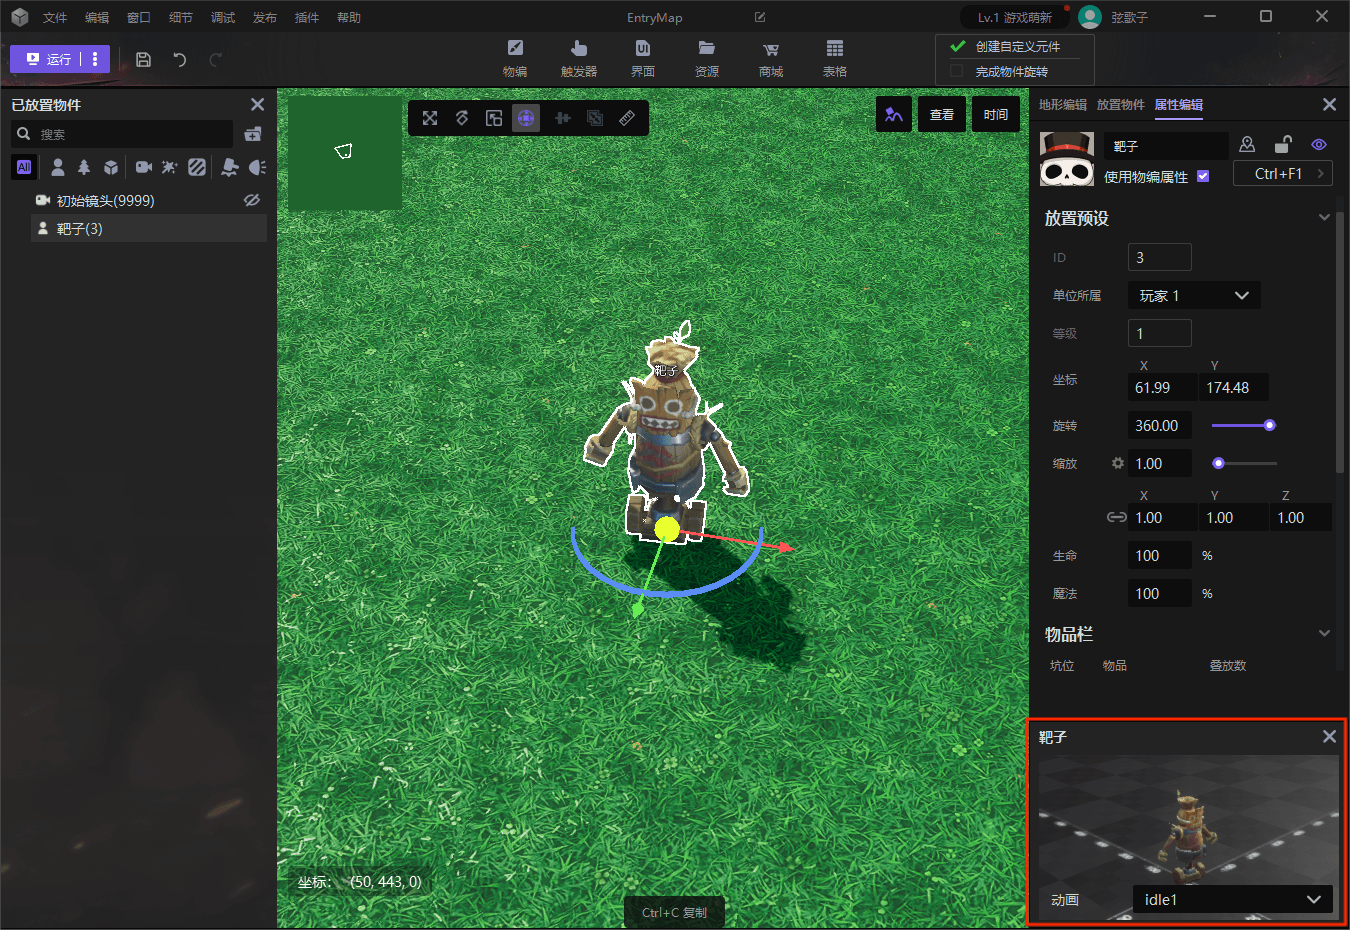 文件 编辑 窗口 细节 调试 发布 插件 帮助
EntryMap
Lv.1 游戏萌新
弦歌子
运行
物编 触发器 界面 资源 商城 表格
UI
创建自定义元件
完成物件旋转
已放置物件
搜索
All
初始镜头(9999)
靶子(3)
查看
时间
靶子
坐标： (50, 443, 0)
Ctrl+C 复制
地形编辑 放置物件 属性编辑
靶子
使用物编属性
Ctrl+F1
放置预设
ID 3
单位所属 玩家 1
等级 1
X Y
坐标 61.99 174.48
旋转 360.00
缩放 1.00
X Y Z
1.00 1.00 1.00
生命 100 %
魔法 100 %
物品栏
坑位 物品 叠放数
靶子
动画 idle1